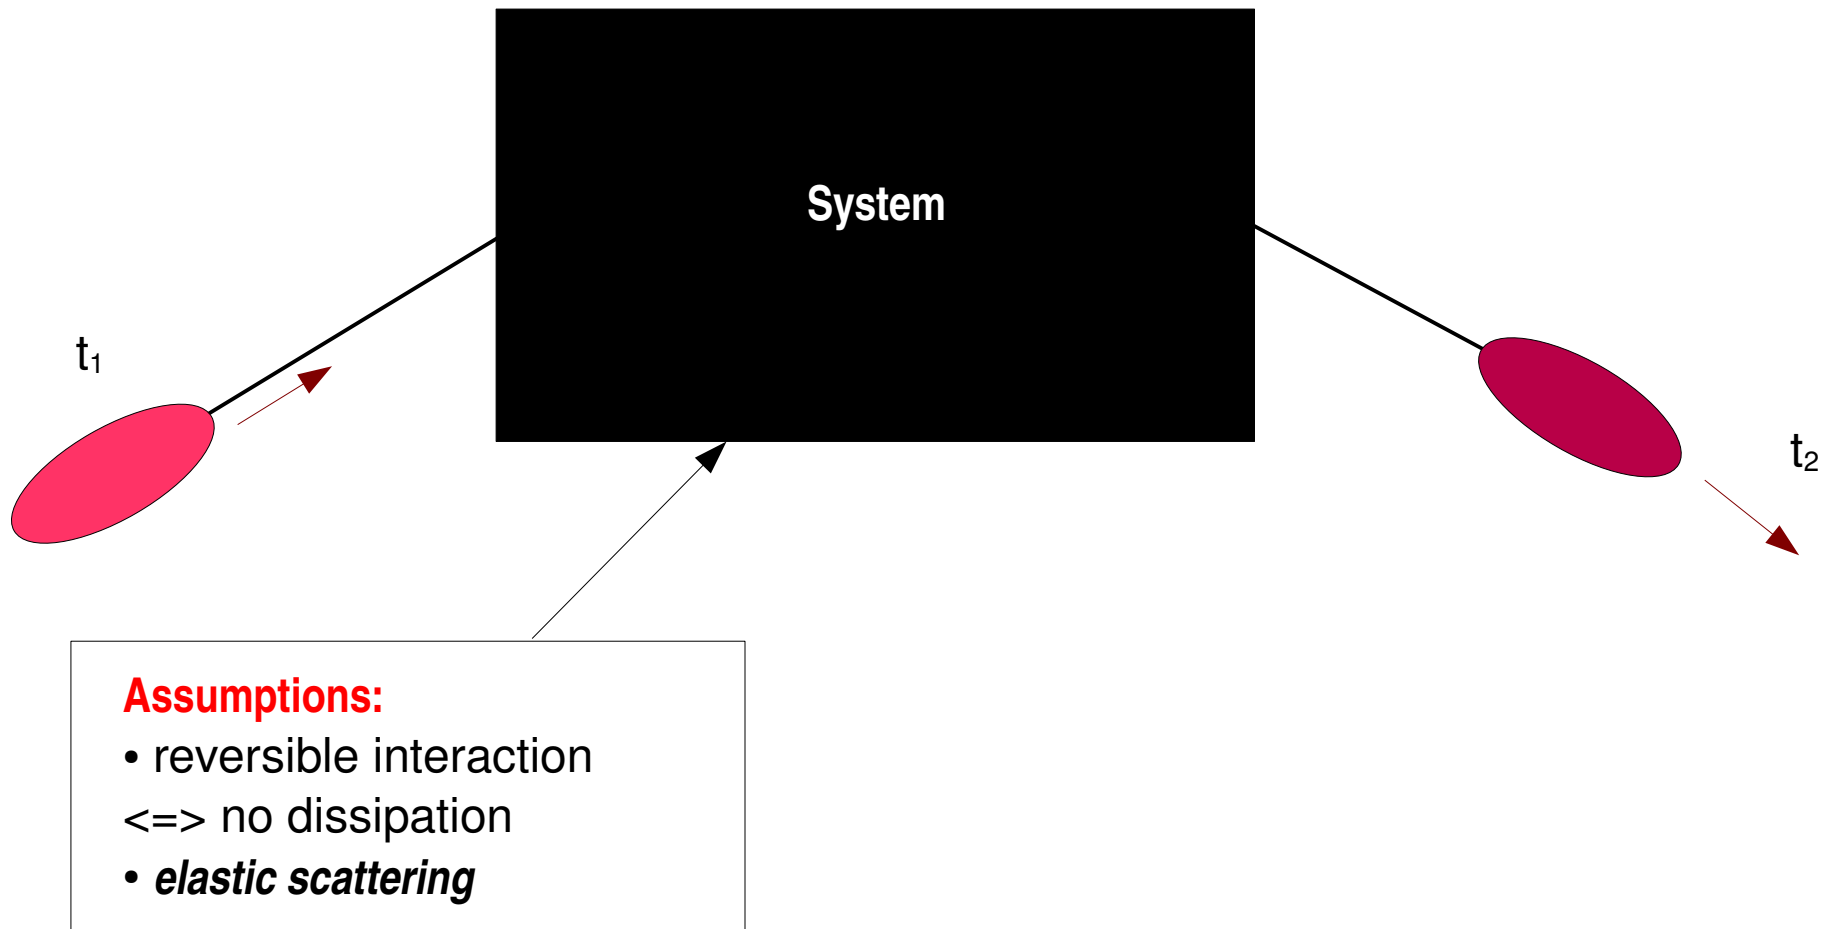 System
t₁
t₂
Assumptions:
• reversible interaction
<=> no dissipation
• elastic scattering